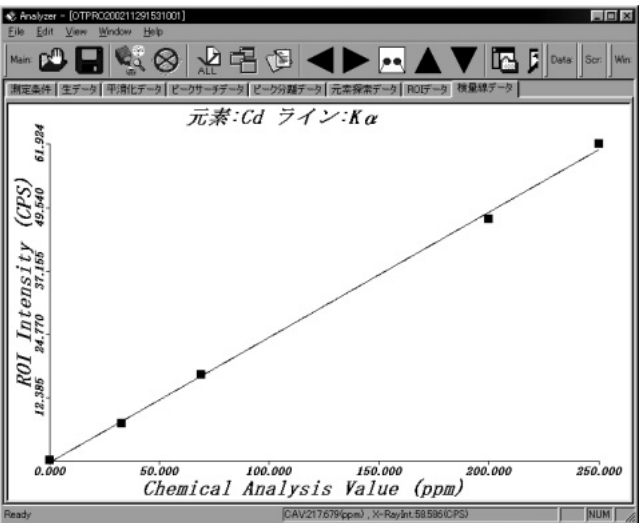 Analyzer - [OTPRO200211291531001]
File Edit View Window Help
Main: ALL Data: Scr: Win:
測定条件 生データ 平滑化データ ピークサーチデータ ピーク分離データ 元素探索データ ROIデータ 検量線データ
元素:Cd ライン:Kα
ROI Intensity (CPS)
61.924
49.540
37.155
24.770
12.385
0.000 50.000 100.000 150.000 200.000 250.000
Chemical Analysis Value (ppm)
Ready CAV:217.679(ppm) , X-RayInt:58.586(CPS) NUM